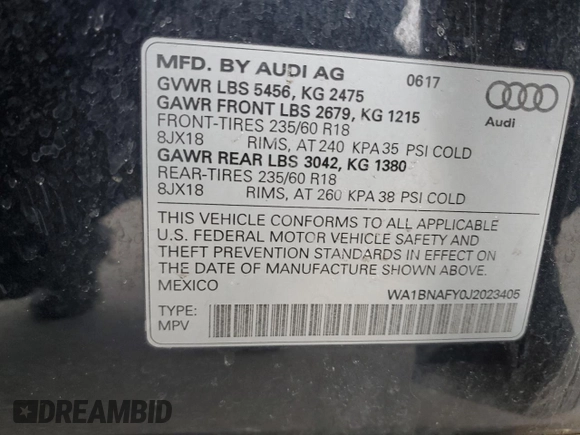 MFD. BY AUDI AG 0617
GVWR LBS 5456, KG 2475
GAWR FRONT LBS 2679, KG 1215
FRONT-TIRES 235/60 R18
8JX18 RIMS, AT 240 KPA 35 PSI COLD
GAWR REAR LBS 3042, KG 1380
REAR-TIRES 235/60 R18
8JX18 RIMS, AT 260 KPA 38 PSI COLD
Audi
THIS VEHICLE CONFORMS TO ALL APPLICABLE
U.S. FEDERAL MOTOR VEHICLE SAFETY AND
THEFT PREVENTION STANDARDS IN EFFECT ON
THE DATE OF MANUFACTURE SHOWN ABOVE.
MEXICO WA1BNAFY0J2023405
TYPE:
MPV
DREAMBID